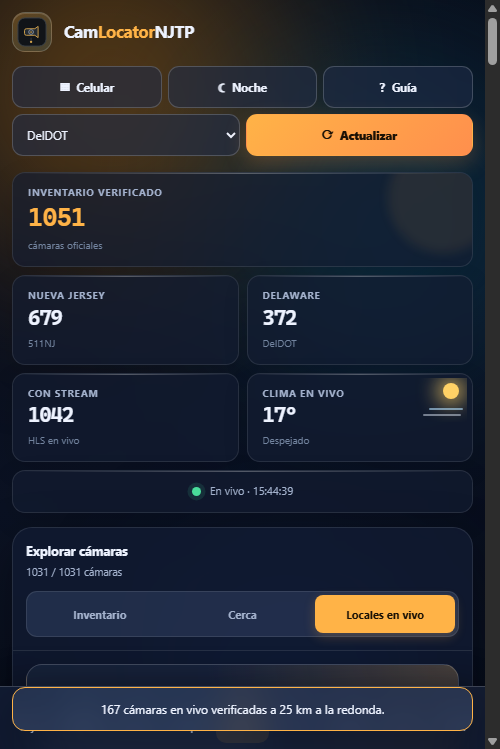 CamLocatorNJTP
Celular
Noche
? Guía
DelDOT
Actualizar
INVENTARIO VERIFICADO
1051
cámaras oficiales
NUEVA JERSEY
679
511NJ
DELAWARE
372
DelDOT
CON STREAM
1042
HLS en vivo
CLIMA EN VIVO
17°
Despejado
En vivo · 15:44:39
Explorar cámaras
1031 / 1031 cámaras
Inventario
Cerca
Locales en vivo
167 cámaras en vivo verificadas a 25 km a la redonda.